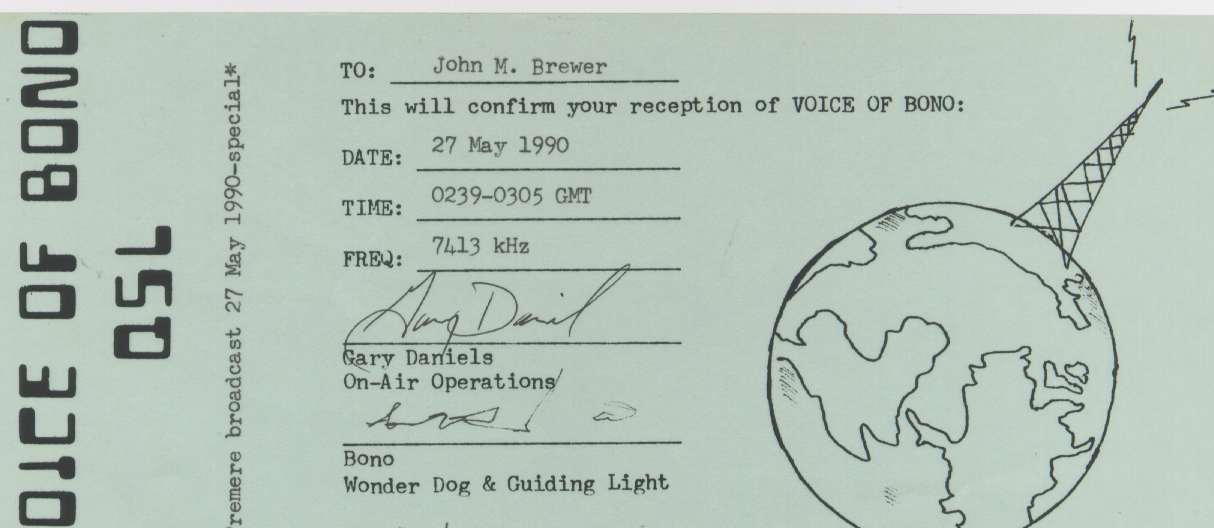 VOICE OF BONO
QSL
Premere broadcast 27 May 1990-special*
TO: John M. Brewer
This will confirm your reception of VOICE OF BONO:
DATE: 27 May 1990
TIME: 0239-0305 GMT
FREQ: 7413 kHz
Gary Daniel
Gary Daniels
On-Air Operations
Bono
Wonder Dog & Guiding Light